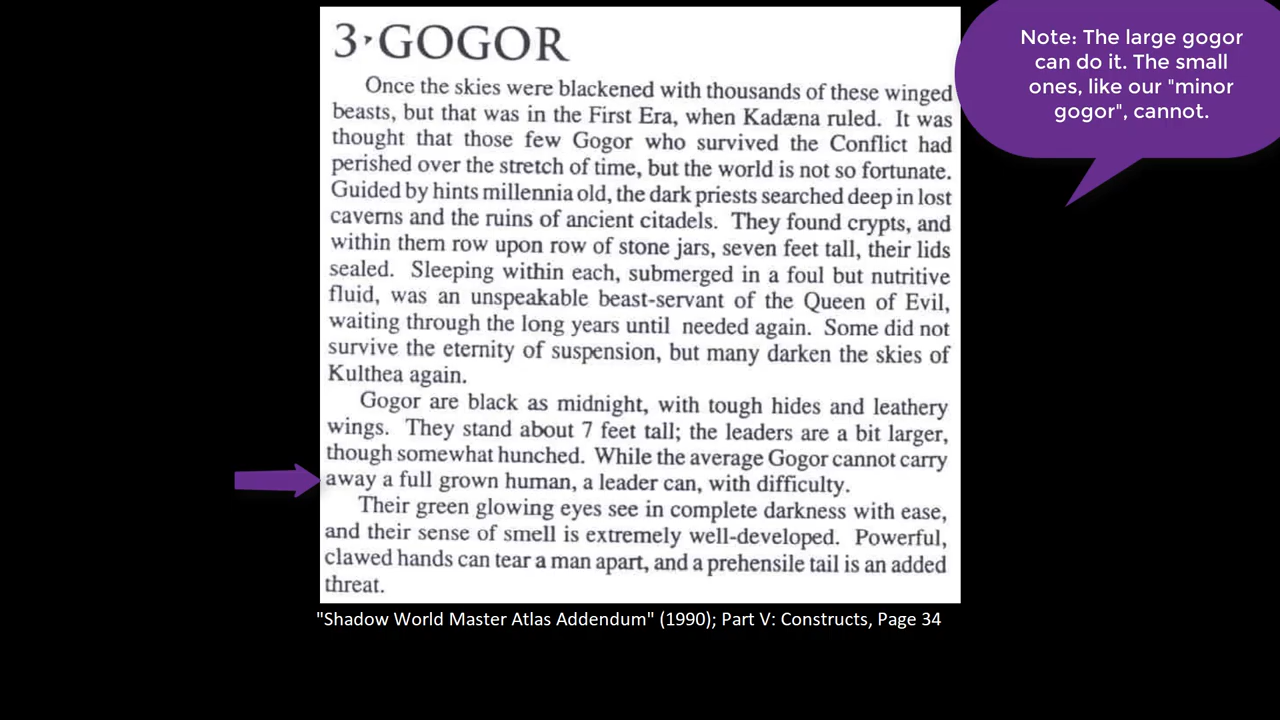 3·GOGOR
Once the skies were blackened with thousands of these winged
beasts, but that was in the First Era, when Kadæna ruled. It was
thought that those few Gogor who survived the Conflict had
perished over the stretch of time, but the world is not so fortunate.
Guided by hints millennia old, the dark priests searched deep in lost
caverns and the ruins of ancient citadels. They found crypts, and
within them row upon row of stone jars, seven feet tall, their lids
sealed. Sleeping within each, submerged in a foul but nutritive
fluid, was an unspeakable beast-servant of the Queen of Evil,
waiting through the long years until needed again. Some did not
survive the eternity of suspension, but many darken the skies of
Kulthea again.
Gogor are black as midnight, with tough hides and leathery
wings. They stand about 7 feet tall; the leaders are a bit larger,
though somewhat hunched. While the average Gogor cannot carry
away a full grown human, a leader can, with difficulty.
Their green glowing eyes see in complete darkness with ease,
and their sense of smell is extremely well-developed. Powerful,
clawed hands can tear a man apart, and a prehensile tail is an added
threat.
"Shadow World Master Atlas Addendum" (1990); Part V: Constructs, Page 34
Note: The large gogor
can do it. The small
ones, like our "minor
gogor", cannot.